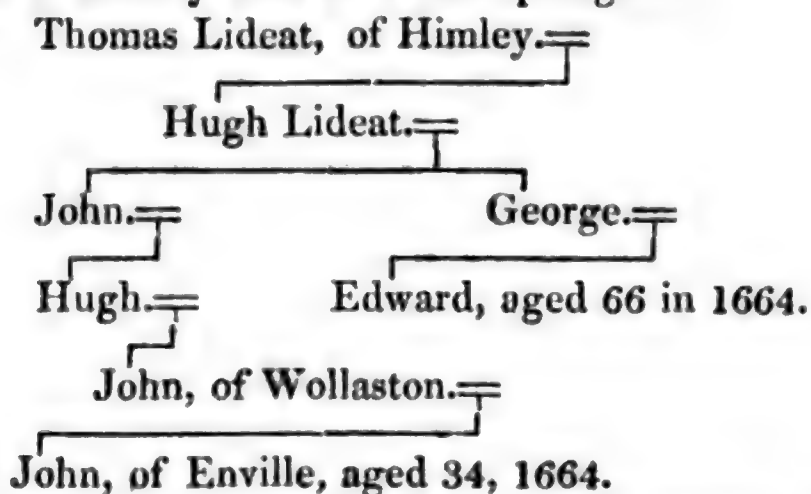 Thomas Lideat, of Himley.
Hugh Lideat.
John. George.
Hugh. Edward, aged 66 in 1664.
John, of Wollaston.
John, of Enville, aged 34, 1664.